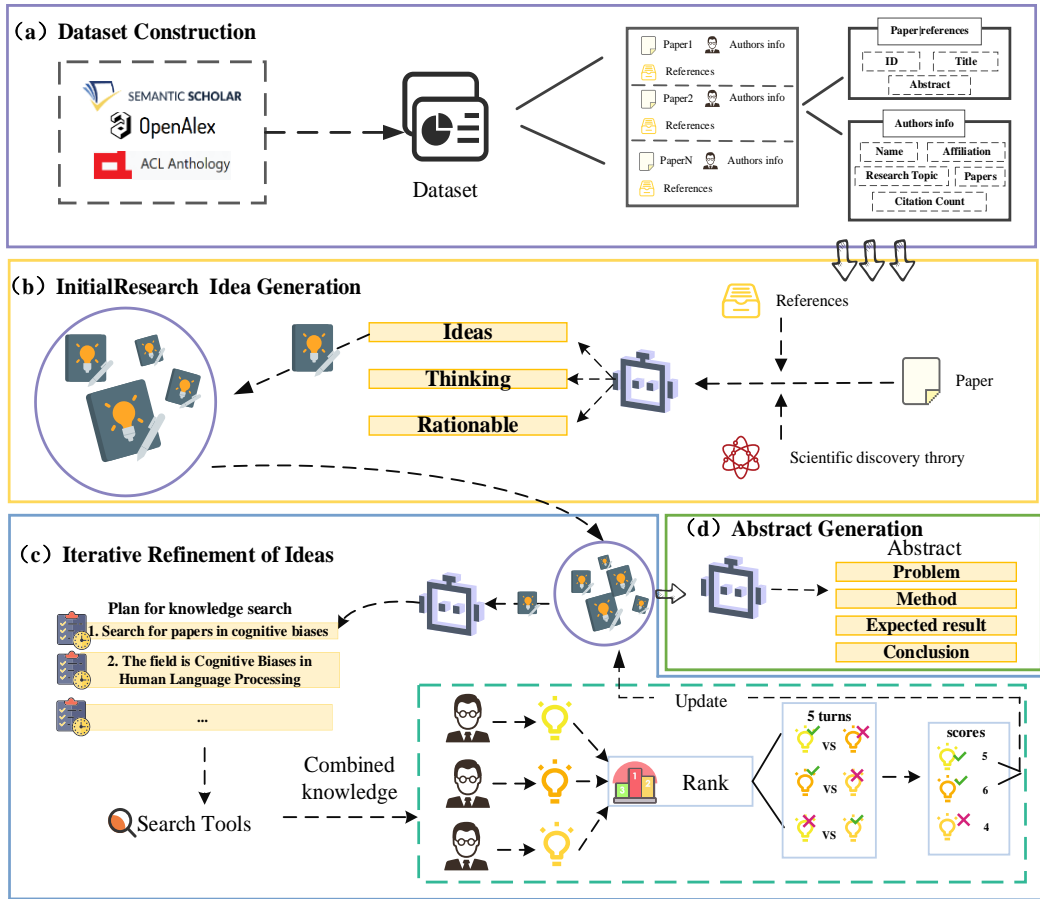 （a）Dataset Construction
SEMANTIC SCHOLAR
OpenAlex
ACL Anthology
Dataset
Paper1
Authors info
References
Paper2
Authors info
References
PaperN
Authors info
References
Paper|references
ID
Title
Abstract
Authors info
Name
Affiliation
Research Topic
Papers
Citation Count
（b）InitialResearch Idea Generation
Ideas
Thinking
Rationable
References
Paper
Scientific discovery throry
（c）Iterative Refinement of Ideas
Plan for knowledge search
1. Search for papers in cognitive biases
2. The field is Cognitive Biases in
Human Language Processing
...
Search Tools
Combined
knowledge
3
1
2
Rank
Update
5 turns
VS
VS
VS
scores
5
6
4
（d）Abstract Generation
Abstract
Problem
Method
Expected result
Conclusion